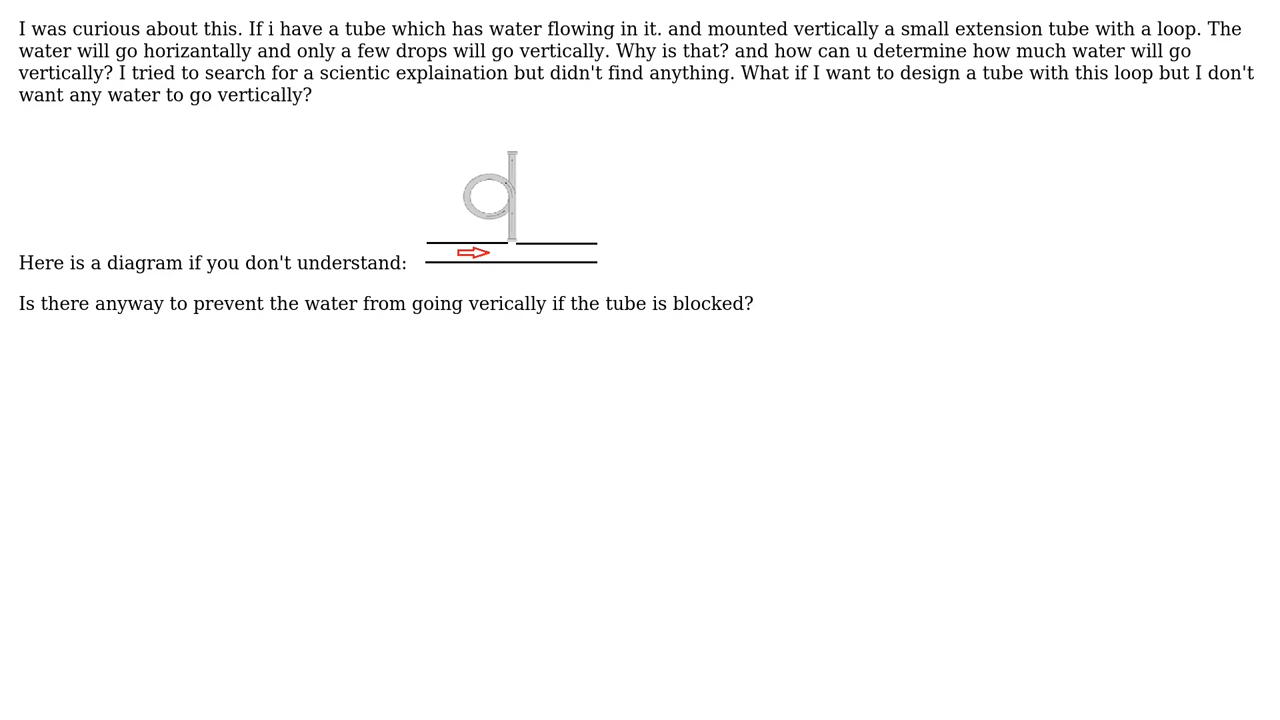 I was curious about this. If i have a tube which has water flowing in it. and mounted vertically a small extension tube with a loop. The
water will go horizantally and only a few drops will go vertically. Why is that? and how can u determine how much water will go
vertically? I tried to search for a scientic explaination but didn't find anything. What if I want to design a tube with this loop but I don't
want any water to go vertically?
Here is a diagram if you don't understand:
Is there anyway to prevent the water from going verically if the tube is blocked?